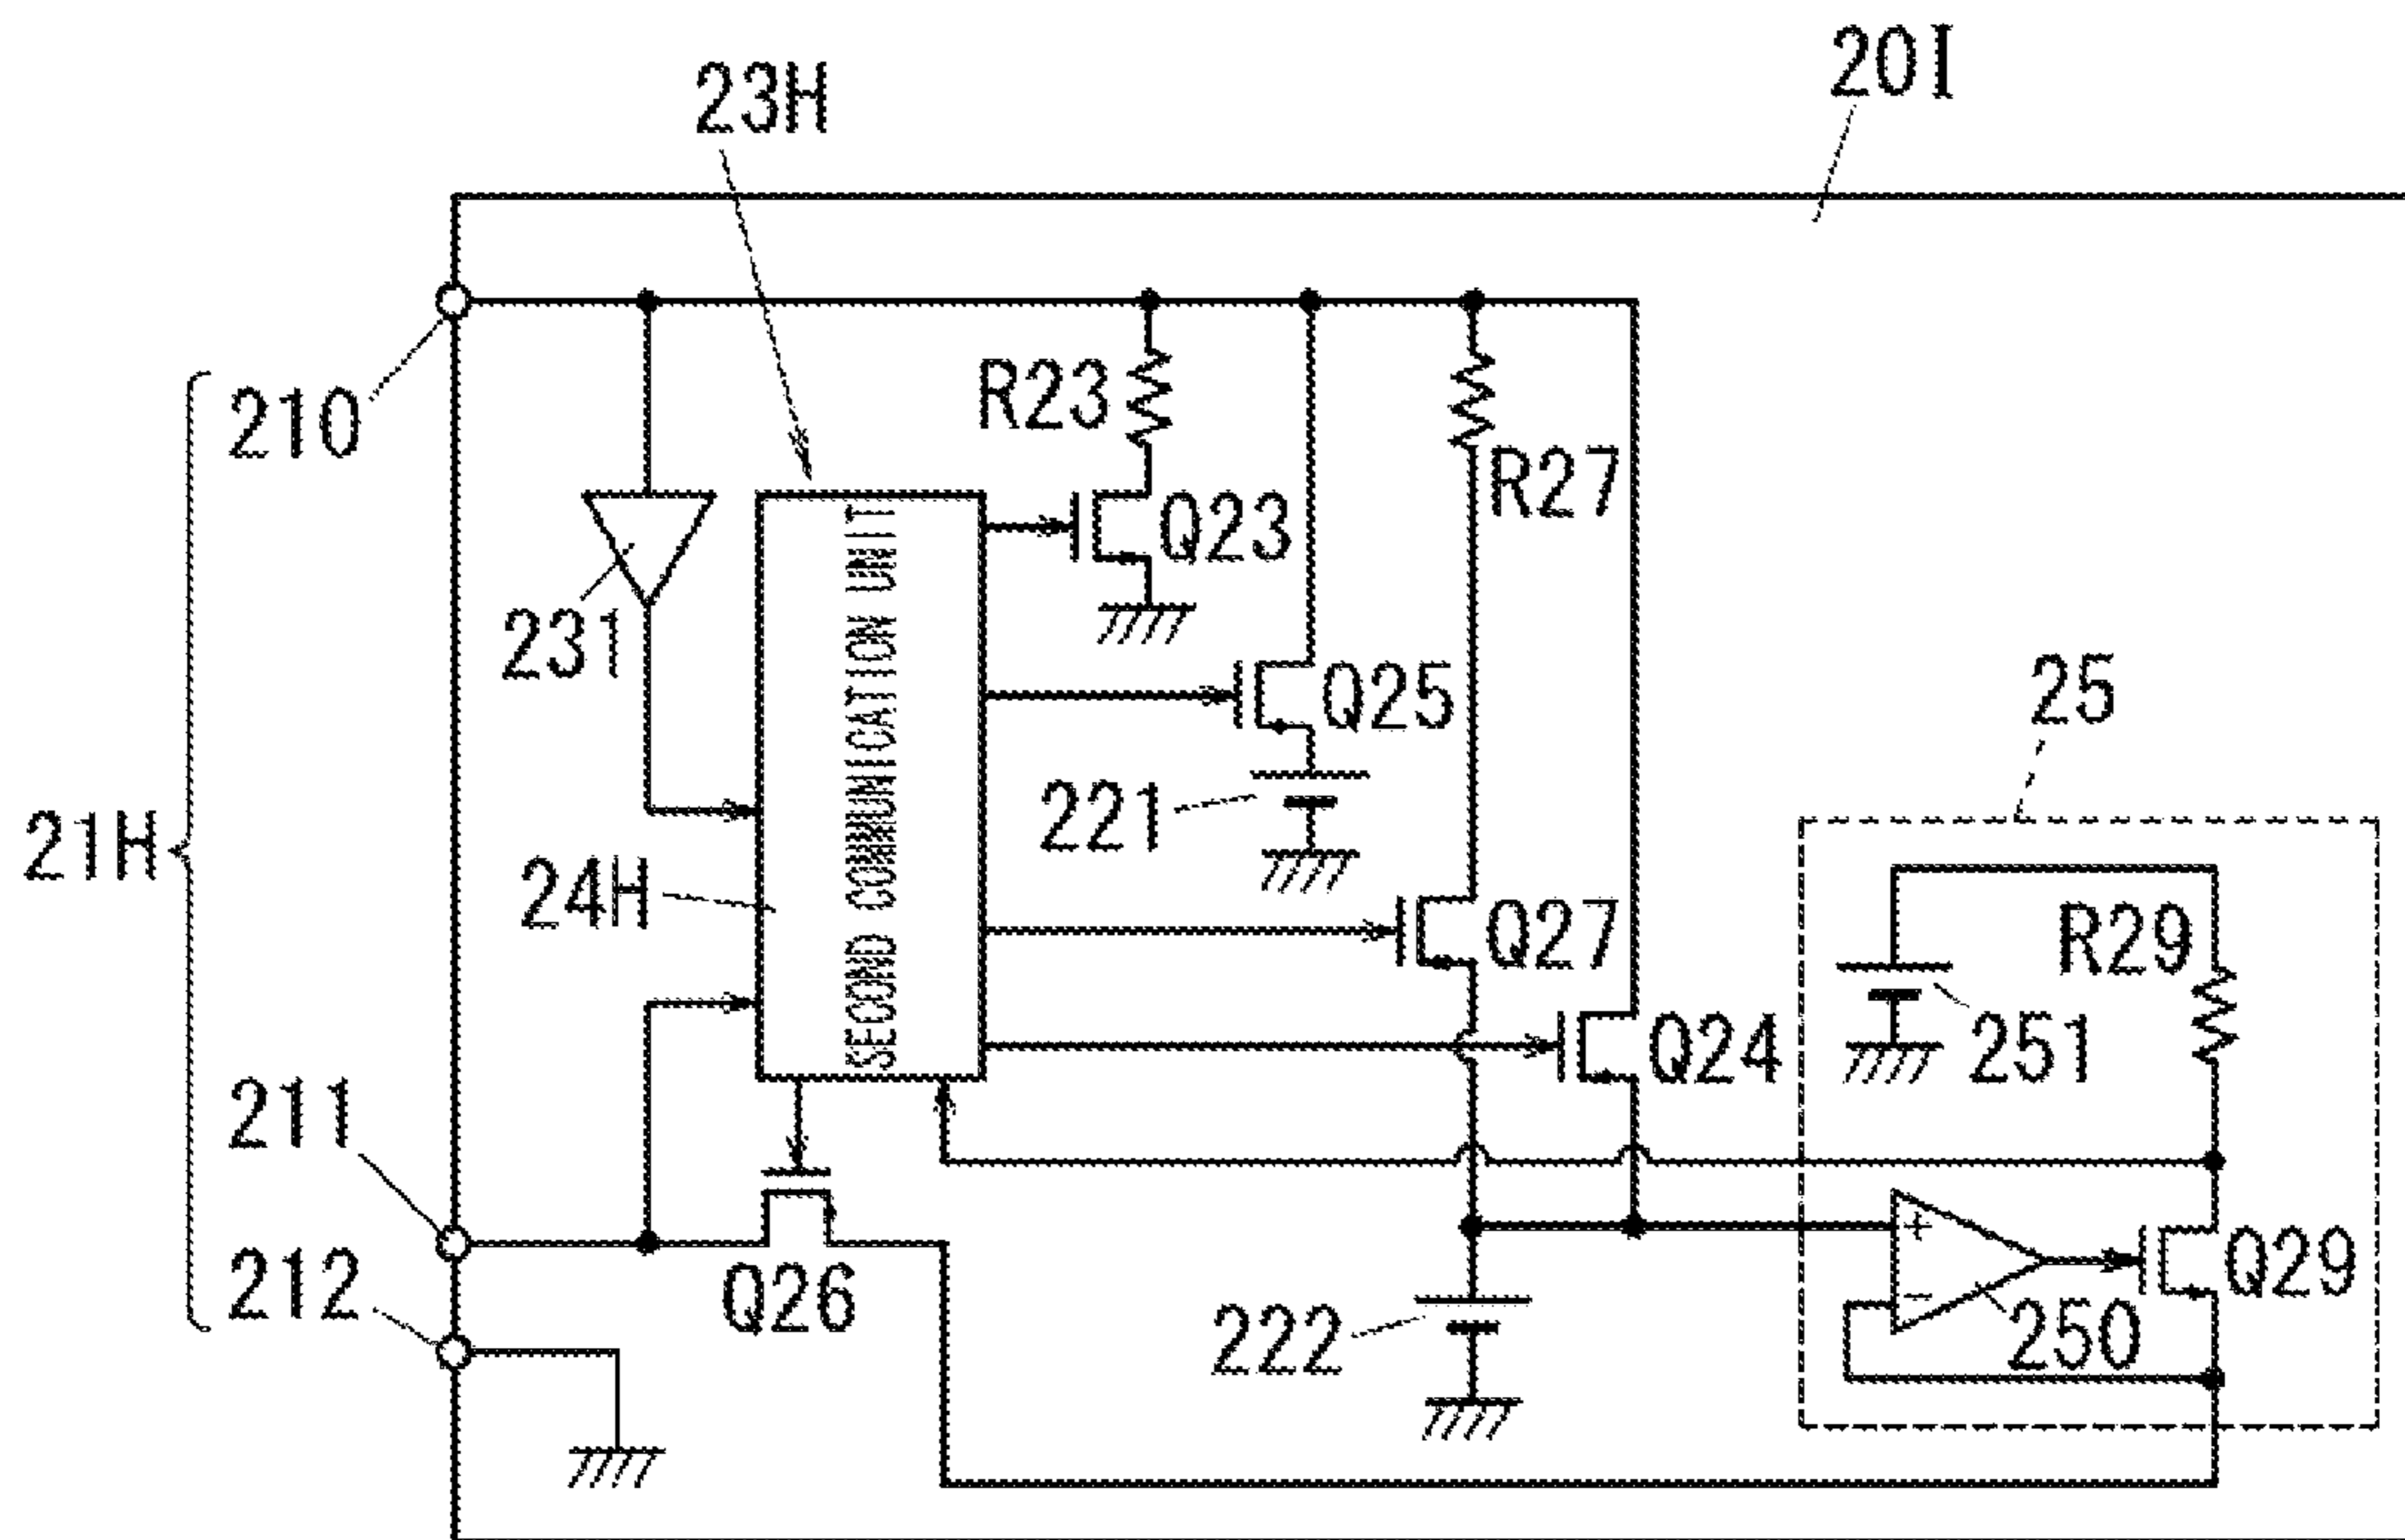 20I
23H
210
R23
R27
Q23
231
SECOND COMMUNICATION UNIT
Q25
25
221
21H
24H
Q27
R29
251
Q24
211
+
-
Q29
212
Q26
222
250